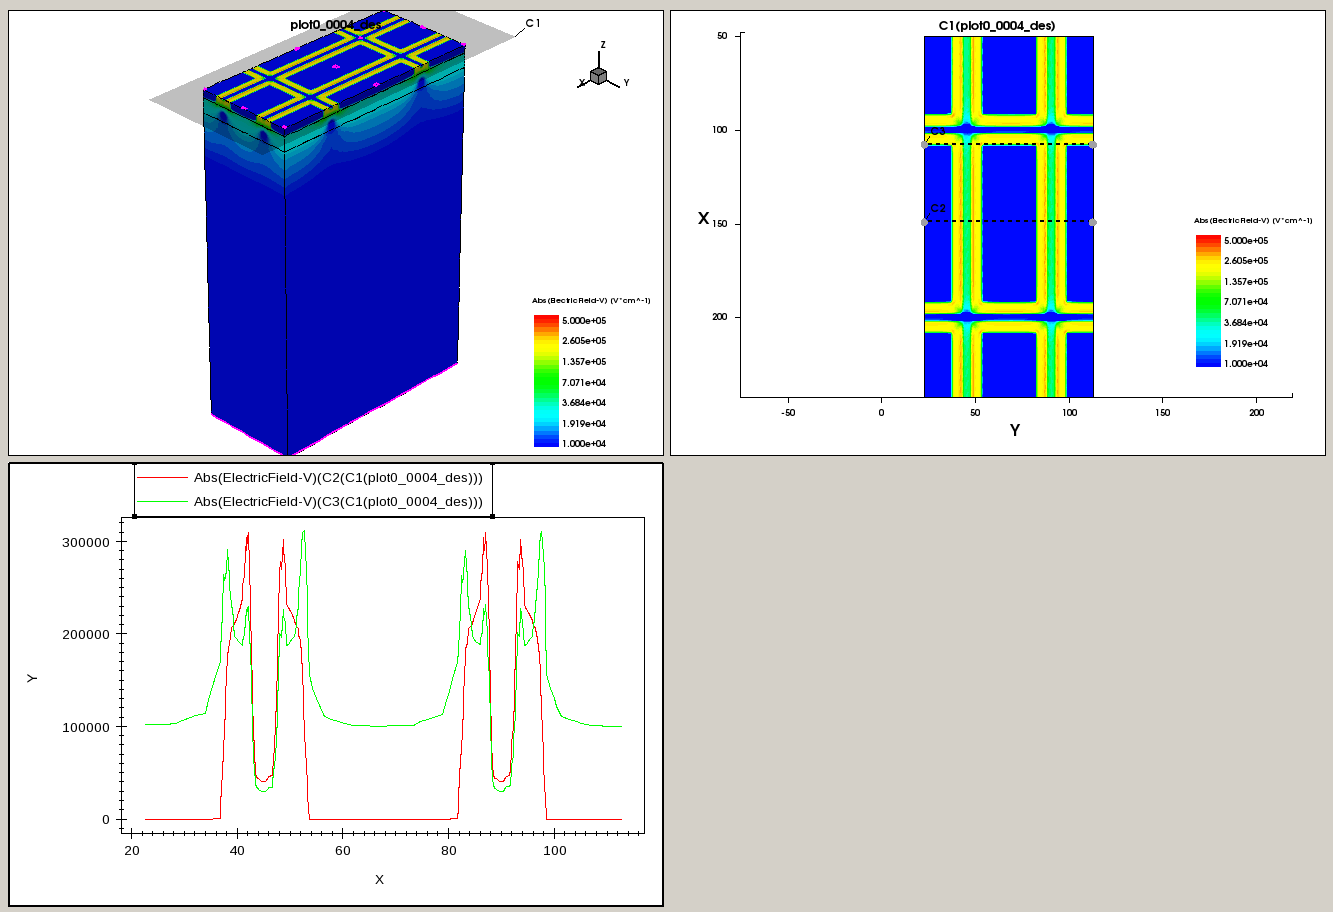 plot0_0004_des
C1
Z
X
Y
Abs(ElectricField-V) (V*cm^-1)
5.000e+05
2.605e+05
1.357e+05
7.071e+04
3.684e+04
1.919e+04
1.000e+04
C1(plot0_0004_des)
50
100
150
200
X
C3
C2
-50
0
50
100
150
200
Y
Abs(ElectricField-V) (V*cm^-1)
5.000e+05
2.605e+05
1.357e+05
7.071e+04
3.684e+04
1.919e+04
1.000e+04
Abs(ElectricField-V)(C2(C1(plot0_0004_des)))
Abs(ElectricField-V)(C3(C1(plot0_0004_des)))
300000
200000
100000
0
Y
20
40
60
80
100
X